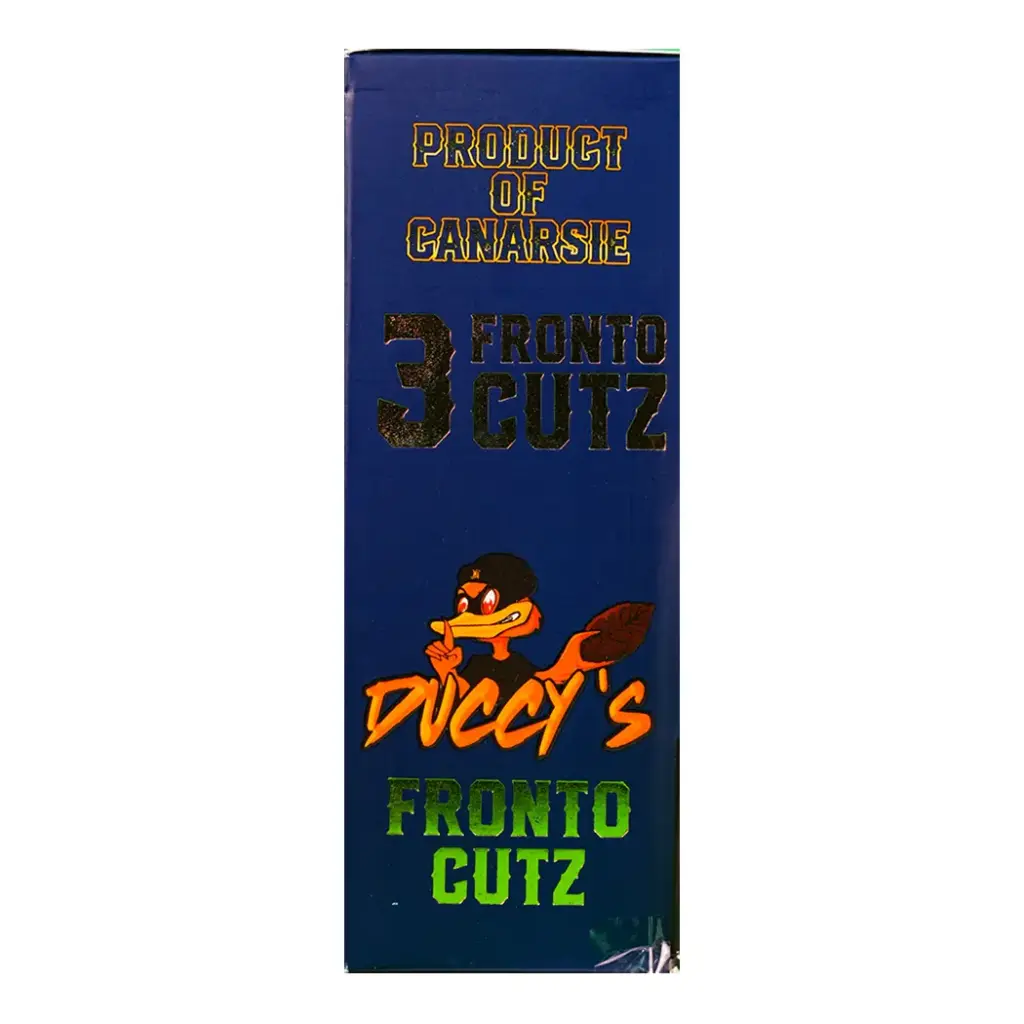 PRODUCT
OF
CANARSIE
3 FRONTO
CUTZ
DUCCY'S
FRONTO
CUTZ